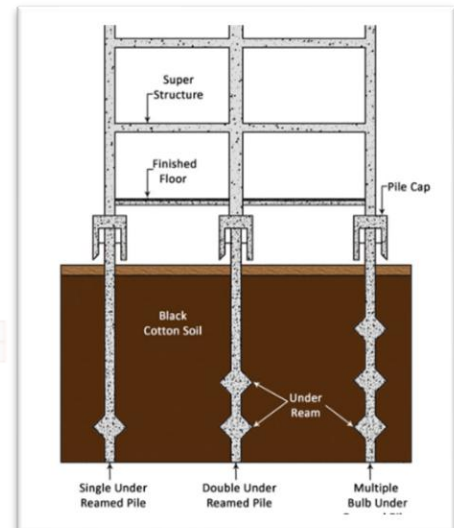 Super
Structure
Finished
Floor
Pile Cap
Black
Cotton Soil
Under
Ream
Single Under
Reamed Pile
Double Under
Reamed Pile
Multiple
Bulb Under